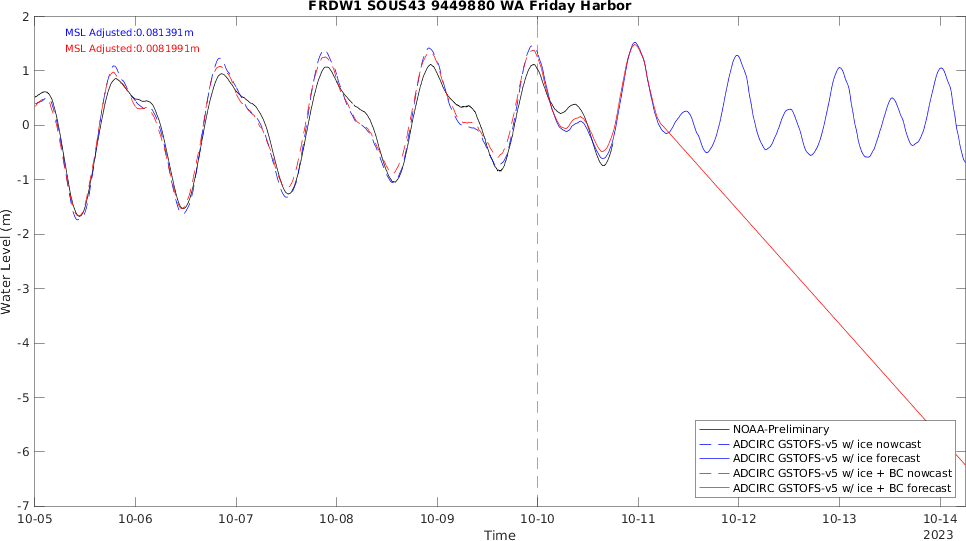 FRDW1 SOUS43 9449880 WA Friday Harbor
MSL Adjusted:0.081391m
MSL Adjusted:0.0081991m
2
1
0
-1
-2
-3
-4
-5
-6
-7
Water Level (m)
NOAA-Preliminary
ADCIRC GSTOFS-v5 w/ ice nowcast
ADCIRC GSTOFS-v5 w/ ice forecast
ADCIRC GSTOFS-v5 w/ ice + BC nowcast
ADCIRC GSTOFS-v5 w/ ice + BC forecast
10-05 10-06 10-07 10-08 10-09 10-10 10-11 10-12 10-13 10-14
Time 2023